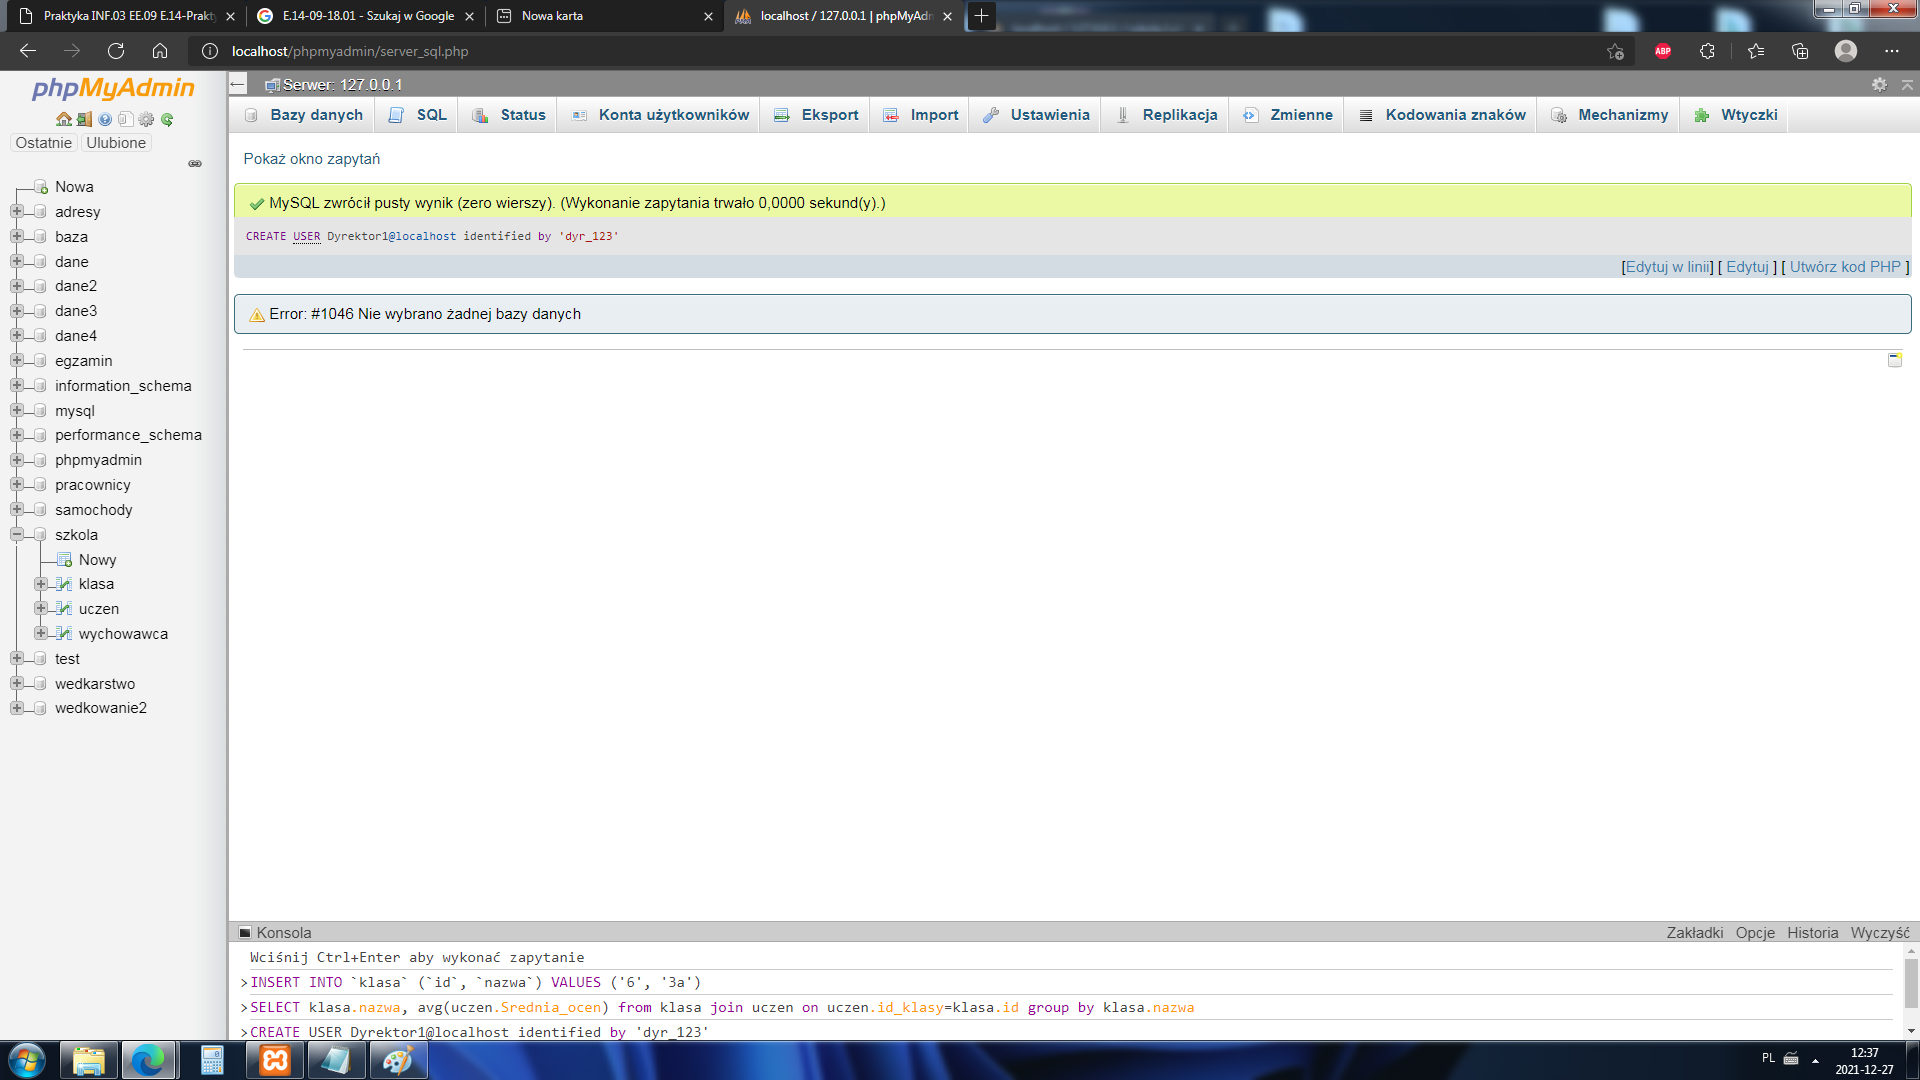 Praktyka INF.03 EE.09 E.14-Prakty
E.14-09-18.01 - Szukaj w Google
Nowa karta
localhost / 127.0.0.1 | phpMyAdm
localhost/phpmyadmin/server_sql.php
ABP
phpMyAdmin
Ostatnie Ulubione
Nowa
adresy
baza
dane
dane2
dane3
dane4
egzamin
information_schema
mysql
performance_schema
phpmyadmin
pracownicy
samochody
szkola
Nowy
klasa
uczen
wychowawca
test
wedkarstwo
wedkowanie2
Serwer: 127.0.0.1
Bazy danych SQL Status Konta użytkowników Eksport Import Ustawienia Replikacja Zmienne Kodowania znaków Mechanizmy Wtyczki
Pokaż okno zapytań
MySQL zwrócił pusty wynik (zero wierszy). (Wykonanie zapytania trwało 0,0000 sekund(y).)
CREATE USER Dyrektor1@localhost identified by 'dyr_123'
[Edytuj w linii] [ Edytuj ] [ Utwórz kod PHP ]
Error: #1046 Nie wybrano żadnej bazy danych
Konsola
Zakładki Opcje Historia Wyczyść
Wciśnij Ctrl+Enter aby wykonać zapytanie
>INSERT INTO `klasa` (`id`, `nazwa`) VALUES ('6', '3a')
>SELECT klasa.nazwa, avg(uczen.Srednia_ocen) from klasa join uczen on uczen.id_klasy=klasa.id group by klasa.nazwa
>CREATE USER Dyrektor1@localhost identified by 'dyr_123'
PL
12:37
2021-12-27